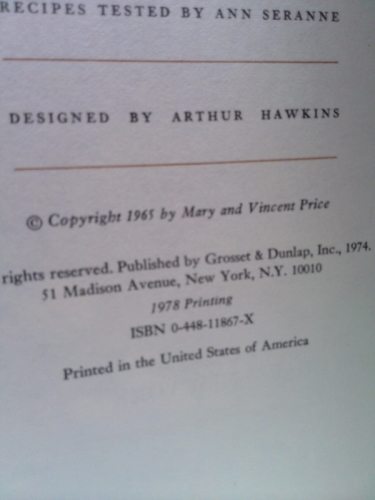 RECIPES TESTED BY ANN SERANNE
DESIGNED BY ARTHUR HAWKINS
© Copyright 1965 by Mary and Vincent Price
rights reserved. Published by Grosset & Dunlap, Inc., 1974.
51 Madison Avenue, New York, N.Y. 10010
1978 Printing
ISBN 0-448-11867-X
Printed in the United States of America